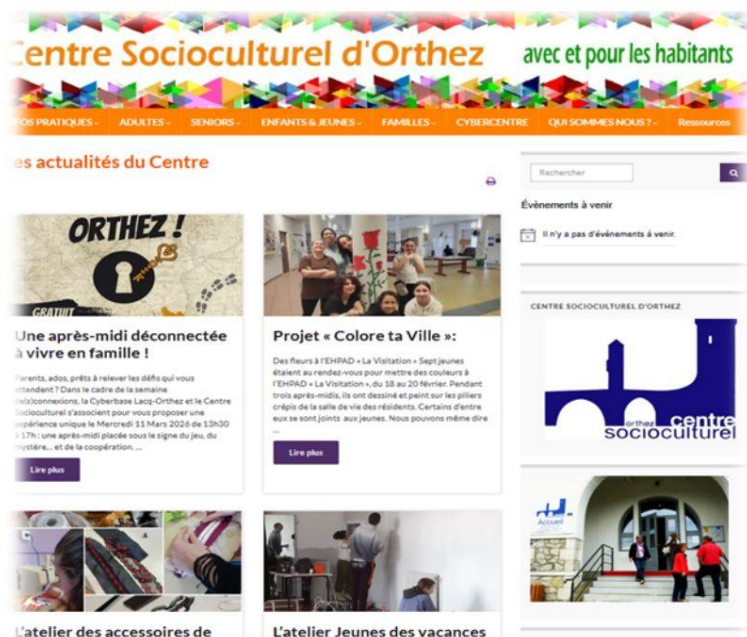 Centre Socioculturel d'Orthez
avec et pour les habitants
PRATIQUES
ADULTES
SENIORS
ENFANTS & JEUNES
FAMILLES
CYBERCENTRE
QUI SOMMES NOUS ?
Ressources
es actualités du Centre
Rechercher
Évènements à venir
Il n'y a pas d'événements à venir.
ORTHEZ !
GRATUIT
Une après-midi déconnectée
à vivre en famille !
Parents, ados, prêts à relever les défis qui vous
attendent ? Dans le cadre de la semaine
de(s)connexions, la Cyberbase Lacq-Orthez et le Centre
Socioculturel s'associent pour vous proposer une
expérience unique le Mercredi 11 Mars 2026 de 13h30
à 17h : une après-midi placée sous le signe du jeu, du
mystère... et de la coopération. ...
Lire plus
Projet « Colore ta Ville »:
Des fleurs à l'EHPAD « La Visitation » Sept jeunes
étaient au rendez-vous pour mettre des couleurs à
l'EHPAD « La Visitation », du 18 au 20 février. Pendant
trois après-midis, ils ont dessiné et peint sur les piliers
crépis de la salle de vie des résidents. Certains d'entre
eux se sont joints aux jeunes. Nous pouvons même dire
...
Lire plus
CENTRE SOCIOCULTUREL D'ORTHEZ
orthez centre
socioculturel
Accueil
L'atelier des accessoires de
L'atelier Jeunes des vacances